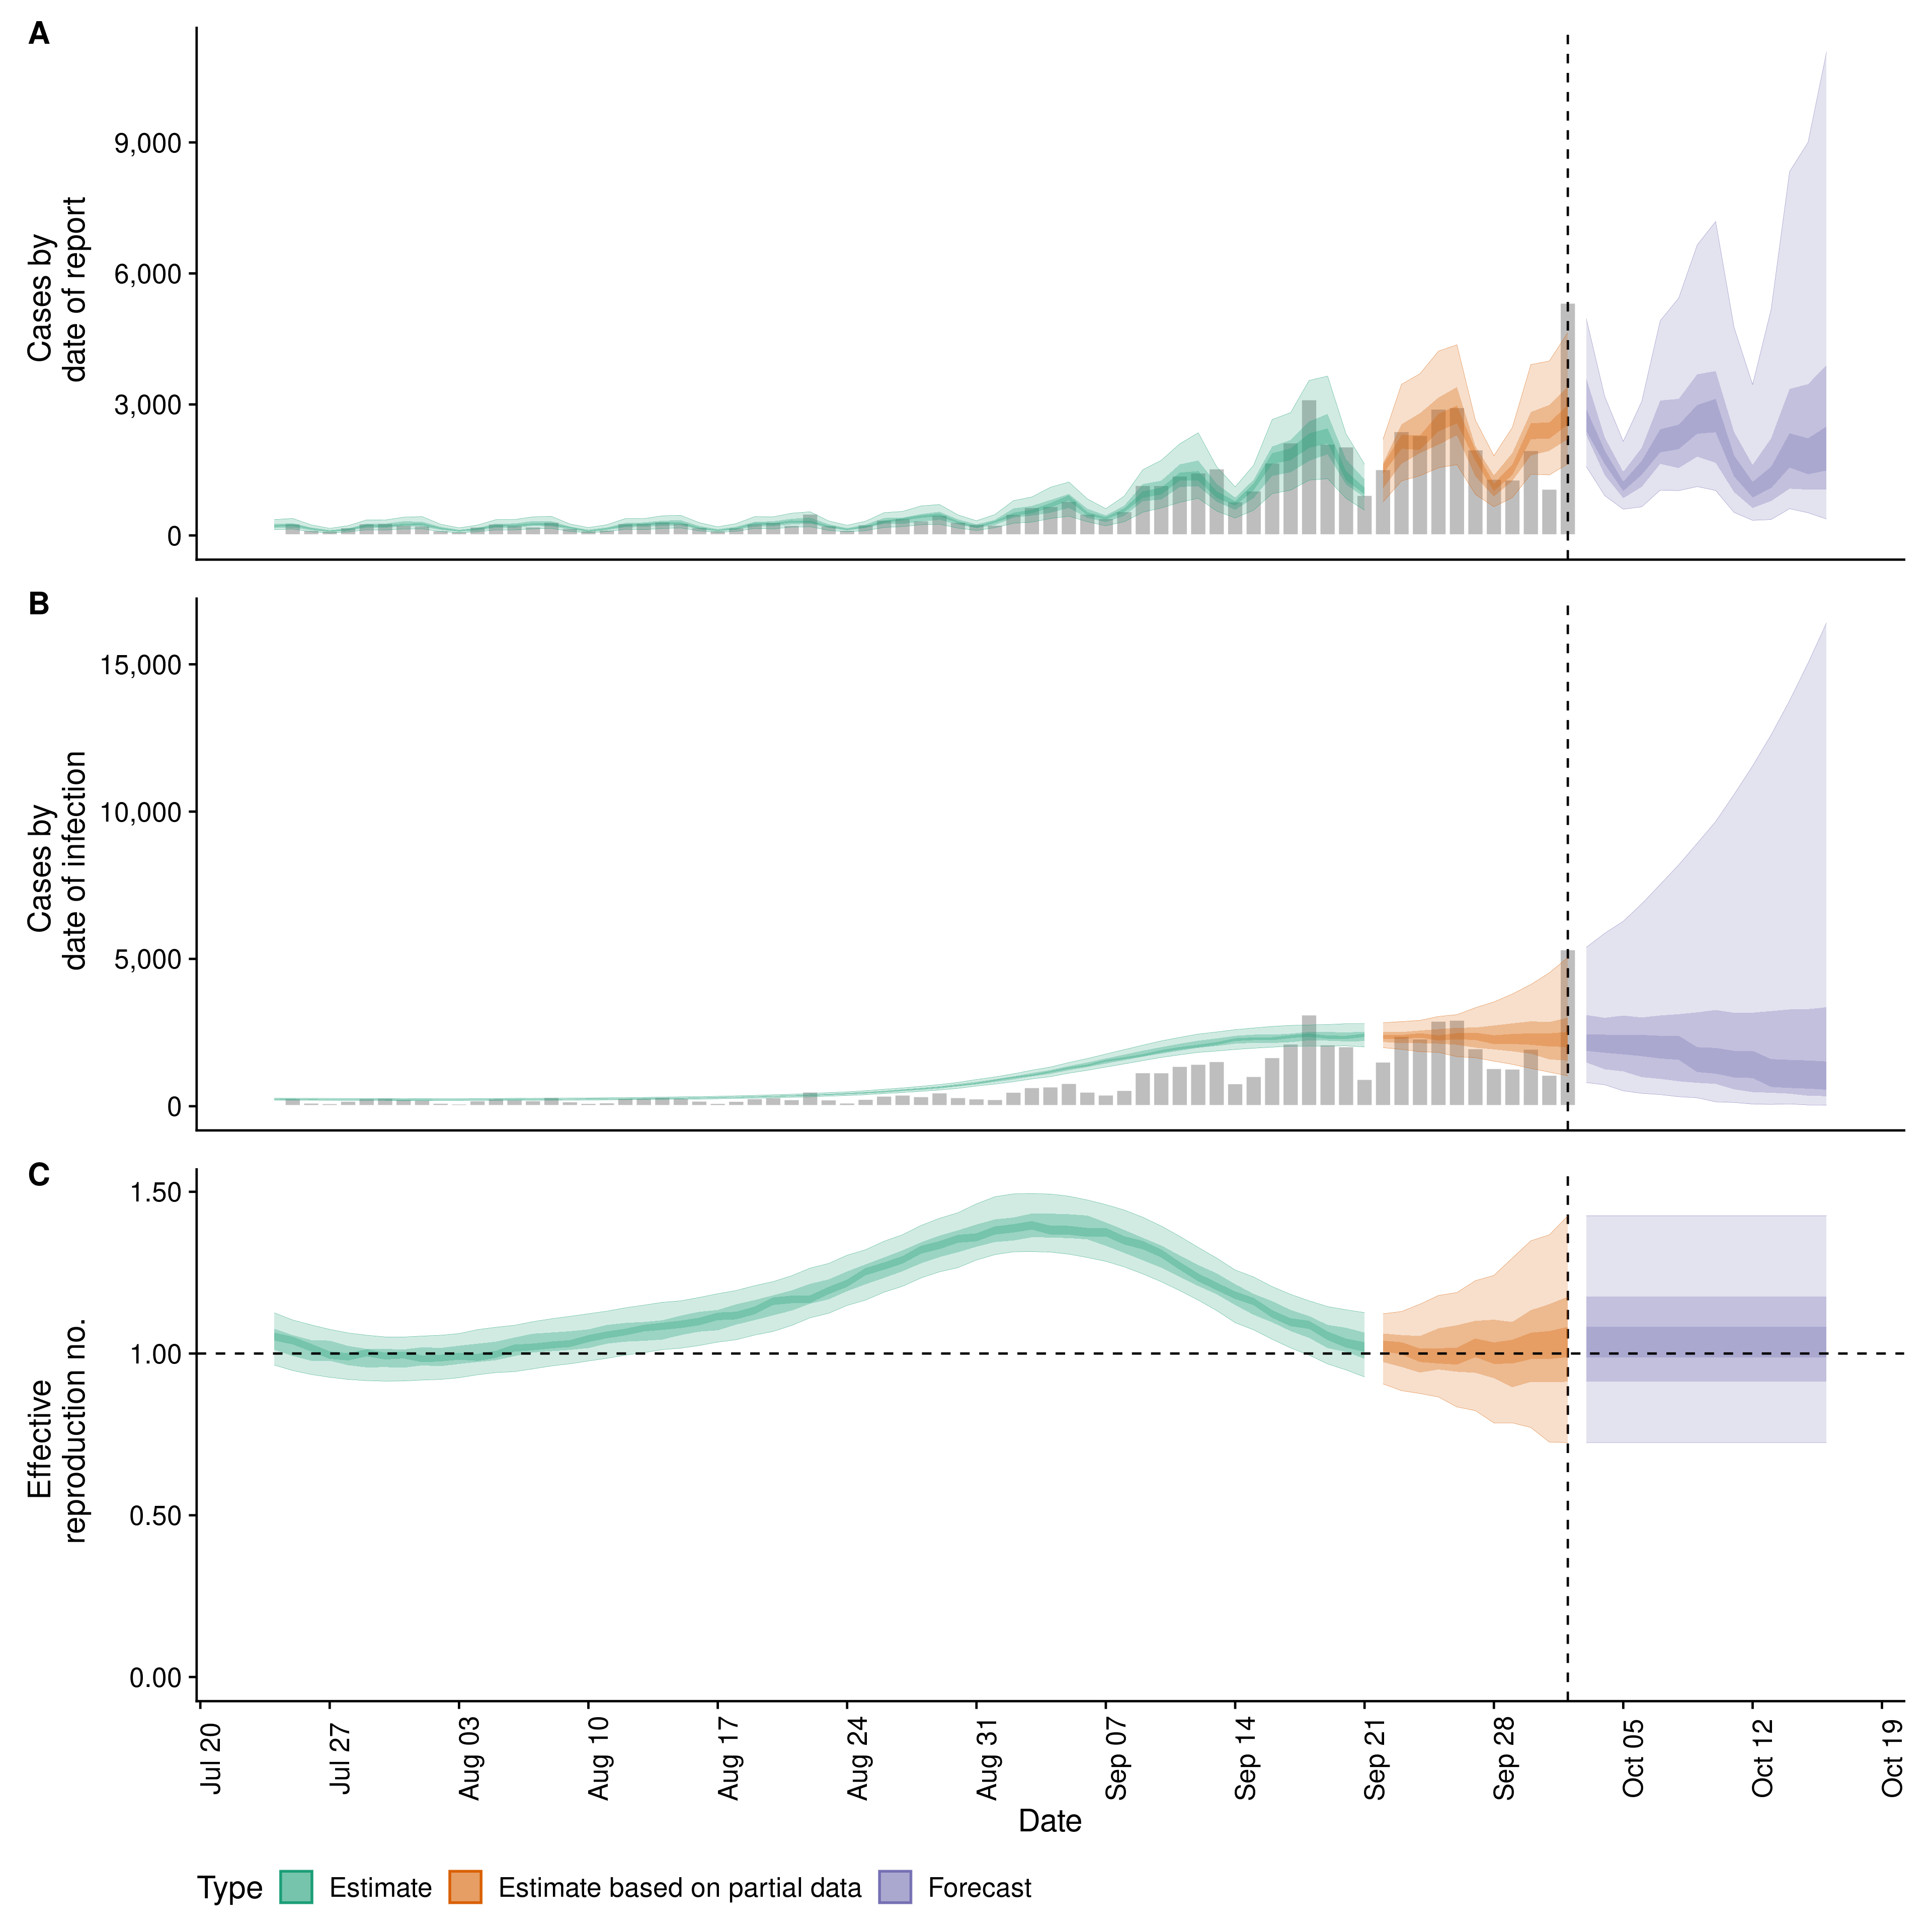 A
Cases by
date of report
9,000
6,000
3,000
0
B
Cases by
date of infection
15,000
10,000
5,000
0
C
Effective
reproduction no.
1.50
1.00
0.50
0.00
Jul 20
Jul 27
Aug 03
Aug 10
Aug 17
Aug 24
Aug 31
Sep 07
Sep 14
Sep 21
Sep 28
Oct 05
Oct 12
Oct 19
Date
Type Estimate Estimate based on partial data Forecast